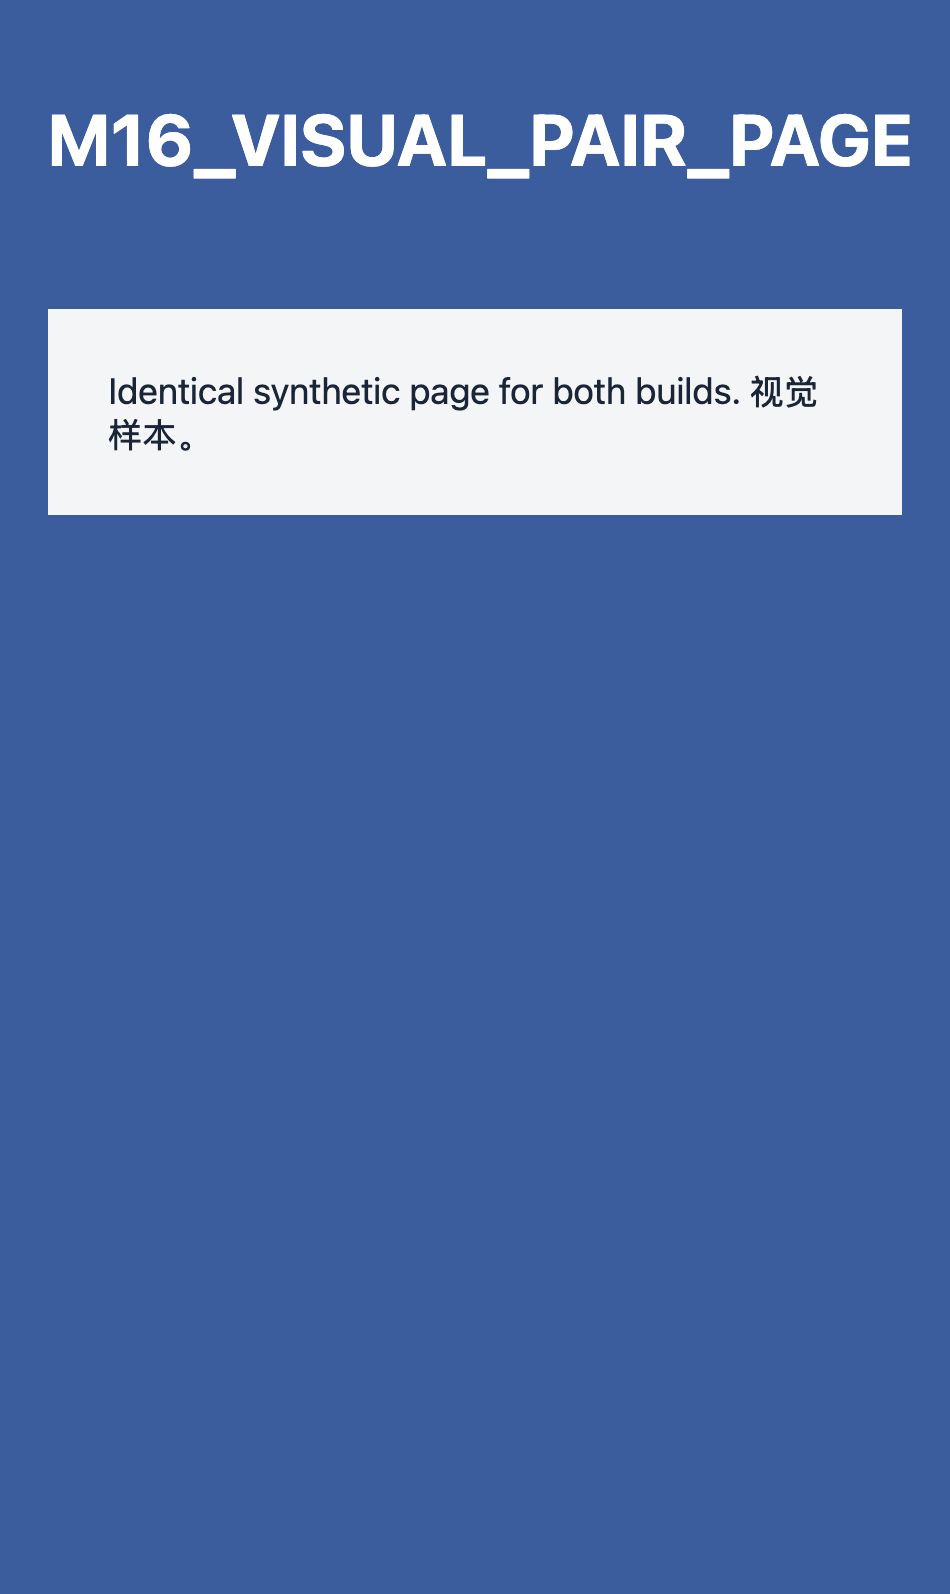 M16_VISUAL_PAIR_PAGE
Identical synthetic page for both builds. 视觉
样本。